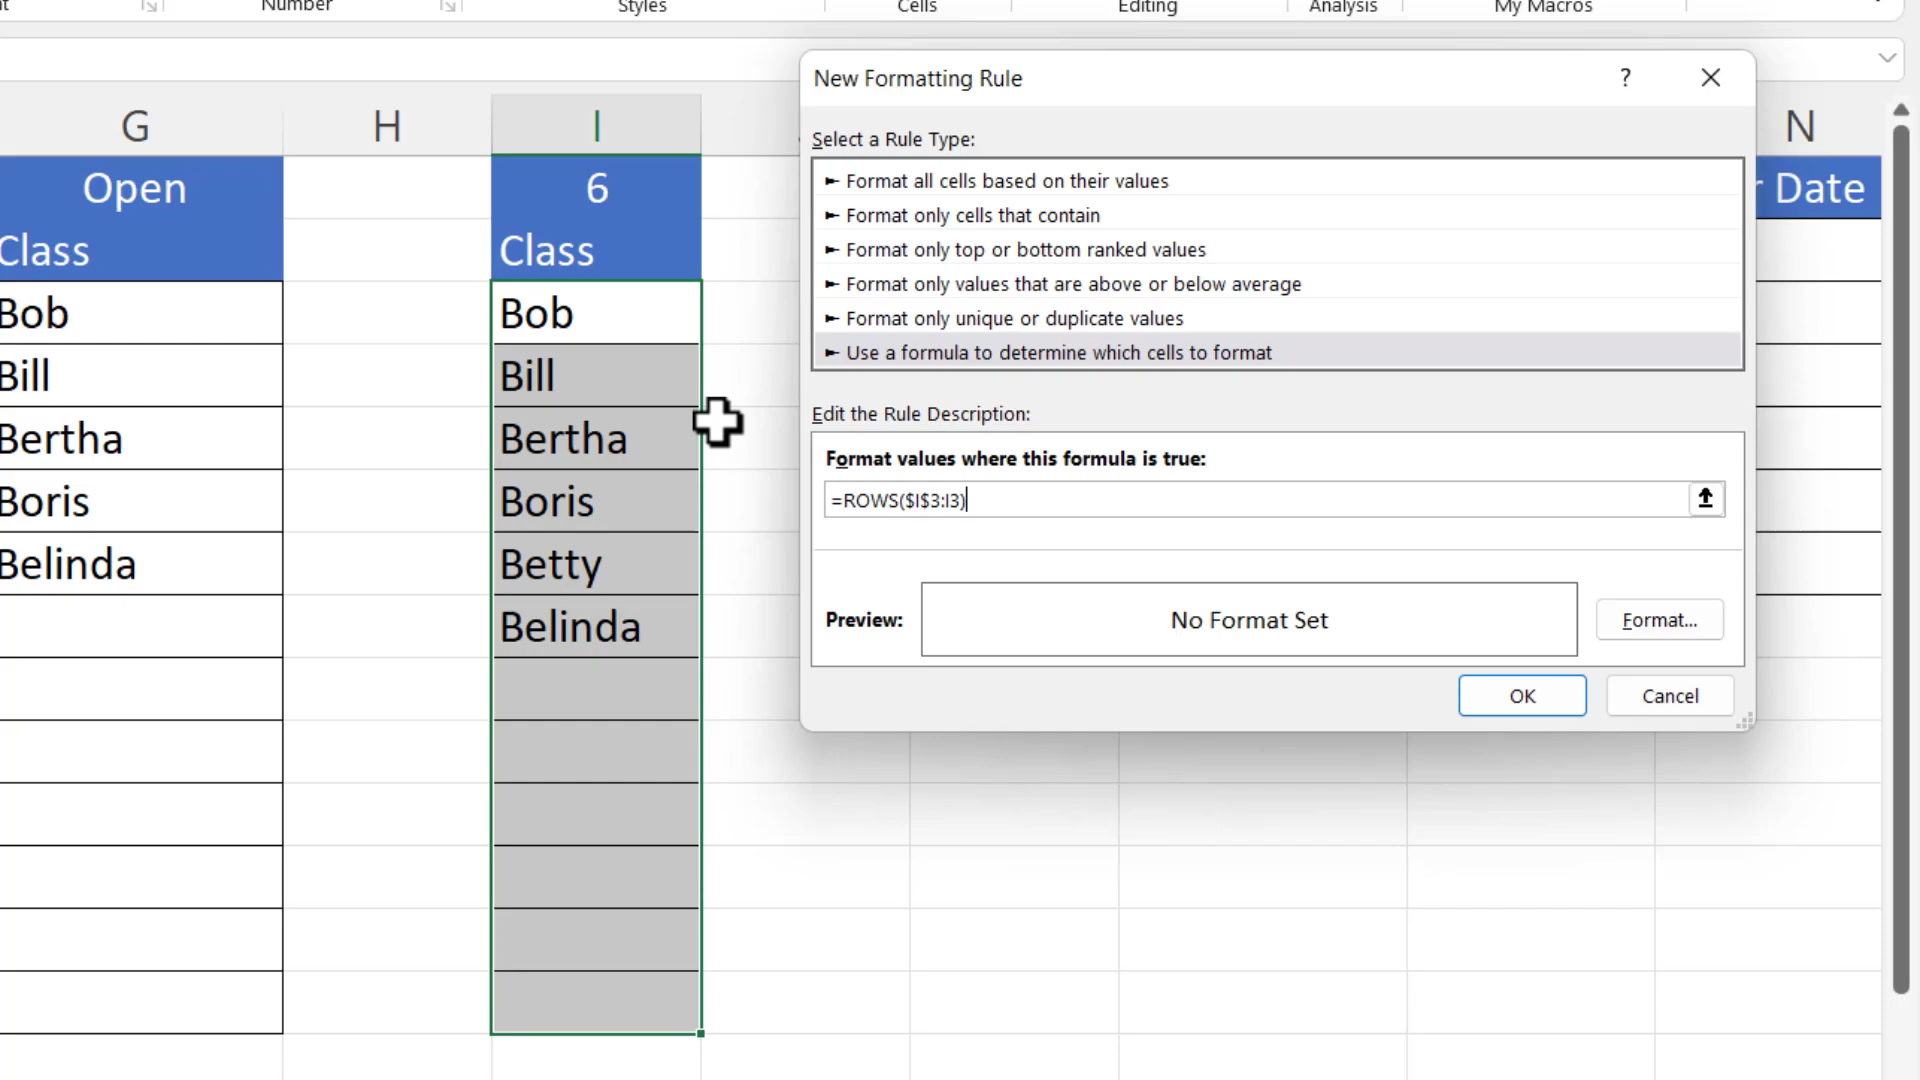 Number
Styles
Cells
Editing
Analysis
My Macros
New Formatting Rule
?
Select a Rule Type:
► Format all cells based on their values
► Format only cells that contain
► Format only top or bottom ranked values
► Format only values that are above or below average
► Format only unique or duplicate values
► Use a formula to determine which cells to format
Edit the Rule Description:
Format values where this formula is true:
=ROWS($I$3:I3)
Preview:
No Format Set
Format...
OK
Cancel
G
H
I
N
Open
6
Date
Class
Class
Bob
Bob
Bill
Bill
Bertha
Bertha
Boris
Boris
Belinda
Betty
Belinda